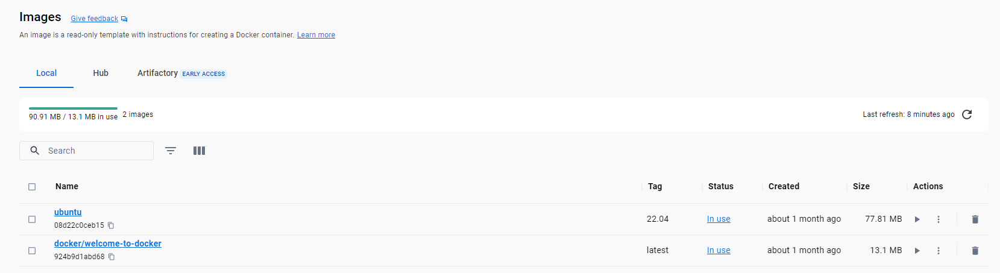 Images Give feedback
An image is a read-only template with instructions for creating a Docker container. Learn more
Local Hub Artifactory EARLY ACCESS
90.91 MB / 13.1 MB in use 2 images Last refresh: 8 minutes ago
Search
Name Tag Status Created Size Actions
ubuntu
08d22c0ceb15 22.04 In use about 1 month ago 77.81 MB
docker/welcome-to-docker
924b9d1abd68 latest In use about 1 month ago 13.1 MB